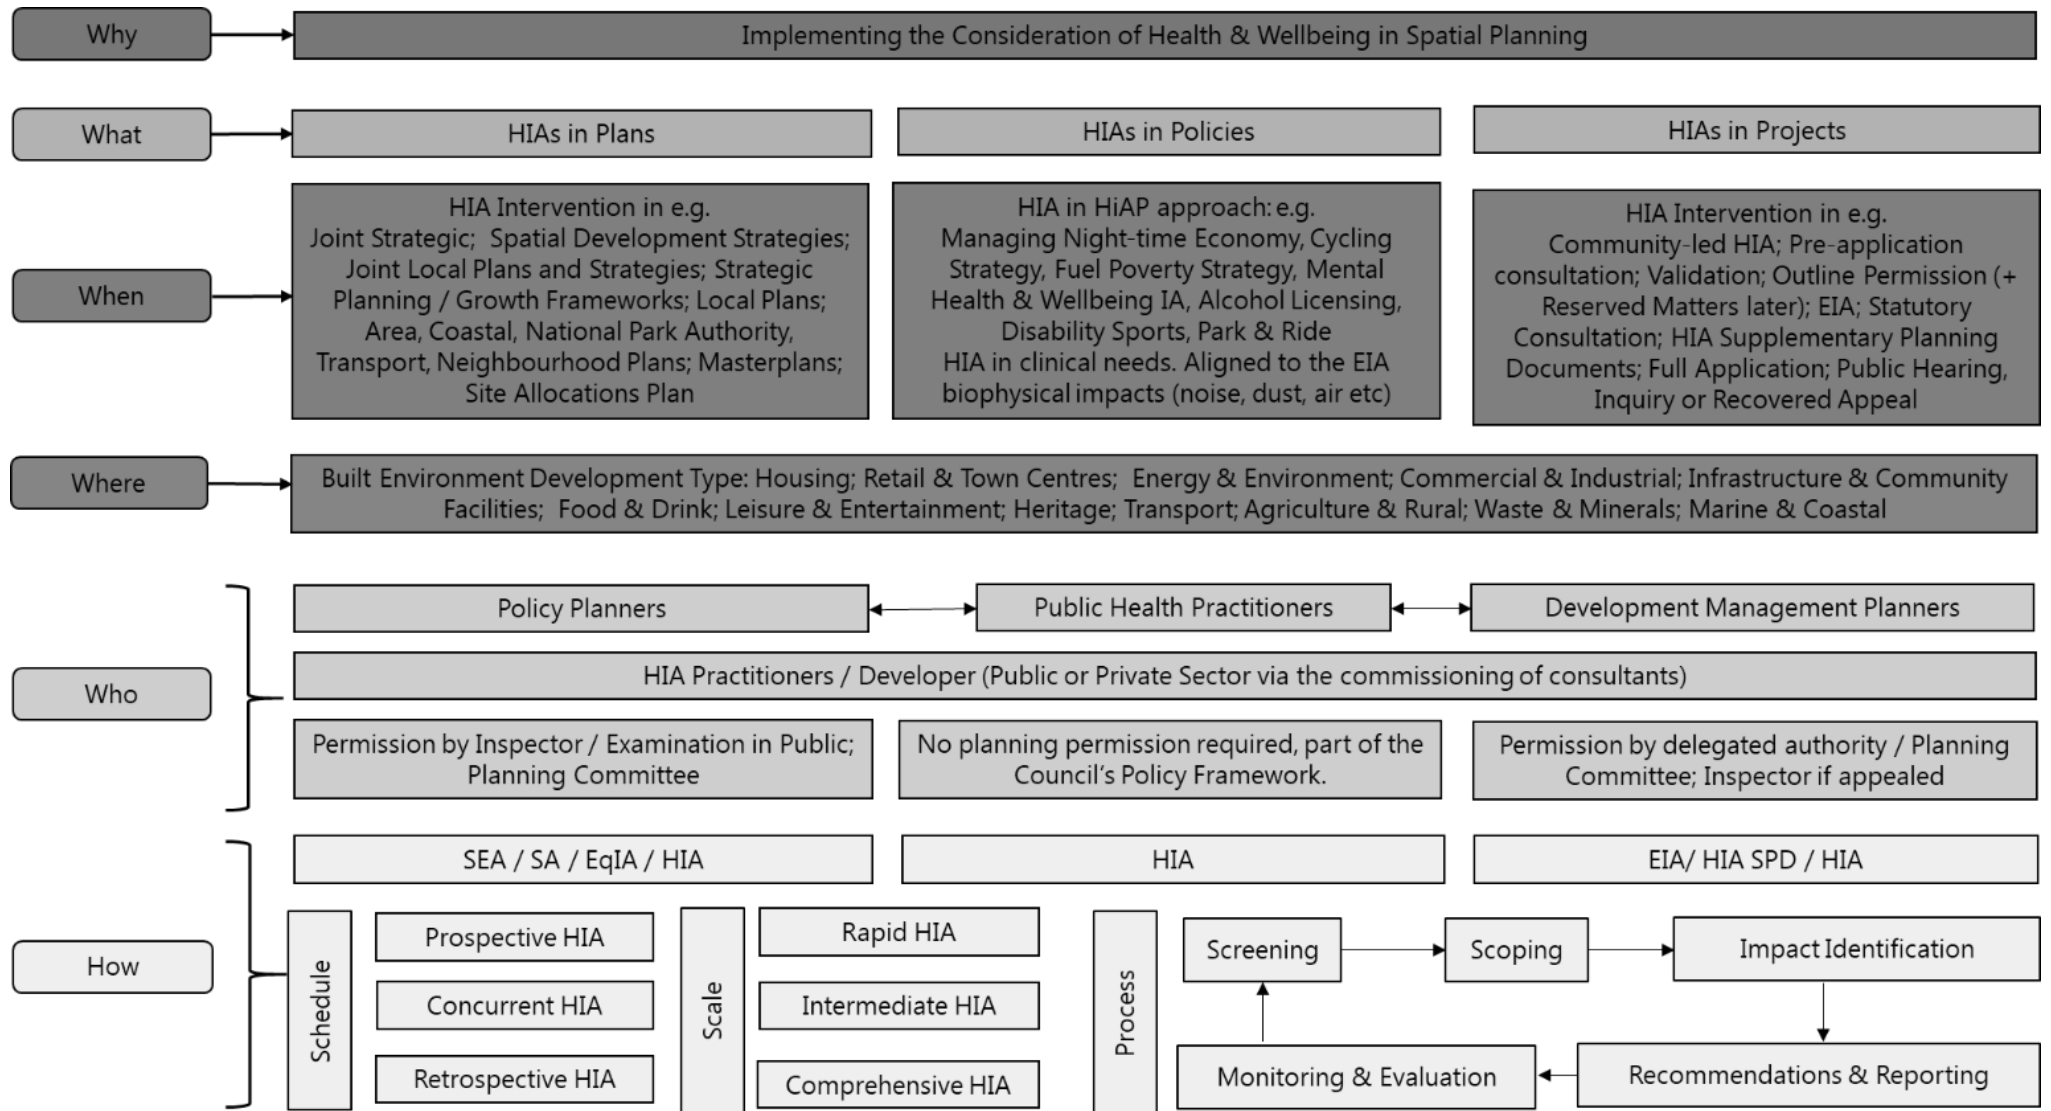 Why
Implementing the Consideration of Health & Wellbeing in Spatial Planning
What
HIAs in Plans
HIAs in Policies
HIAs in Projects
When
HIA Intervention in e.g.
Joint Strategic; Spatial Development Strategies;
Joint Local Plans and Strategies; Strategic
Planning / Growth Frameworks; Local Plans;
Area, Coastal, National Park Authority,
Transport, Neighbourhood Plans; Masterplans;
Site Allocations Plan
HIA in HiAP approach: e.g.
Managing Night-time Economy, Cycling
Strategy, Fuel Poverty Strategy, Mental
Health & Wellbeing IA, Alcohol Licensing,
Disability Sports, Park & Ride
HIA in clinical needs. Aligned to the EIA
biophysical impacts (noise, dust, air etc)
HIA Intervention in e.g.
Community-led HIA; Pre-application
consultation; Validation; Outline Permission (+
Reserved Matters later); EIA; Statutory
Consultation; HIA Supplementary Planning
Documents; Full Application; Public Hearing,
Inquiry or Recovered Appeal
Where
Built Environment Development Type: Housing; Retail & Town Centres; Energy & Environment; Commercial & Industrial; Infrastructure & Community
Facilities; Food & Drink; Leisure & Entertainment; Heritage; Transport; Agriculture & Rural; Waste & Minerals; Marine & Coastal
Who
Policy Planners
Public Health Practitioners
Development Management Planners
HIA Practitioners / Developer (Public or Private Sector via the commissioning of consultants)
Permission by Inspector / Examination in Public;
Planning Committee
No planning permission required, part of the
Council's Policy Framework.
Permission by delegated authority / Planning
Committee; Inspector if appealed
How
SEA / SA / EqIA / HIA
HIA
EIA/ HIA SPD / HIA
Schedule
Prospective HIA
Concurrent HIA
Retrospective HIA
Scale
Rapid HIA
Intermediate HIA
Comprehensive HIA
Process
Screening
Scoping
Impact Identification
Recommendations & Reporting
Monitoring & Evaluation